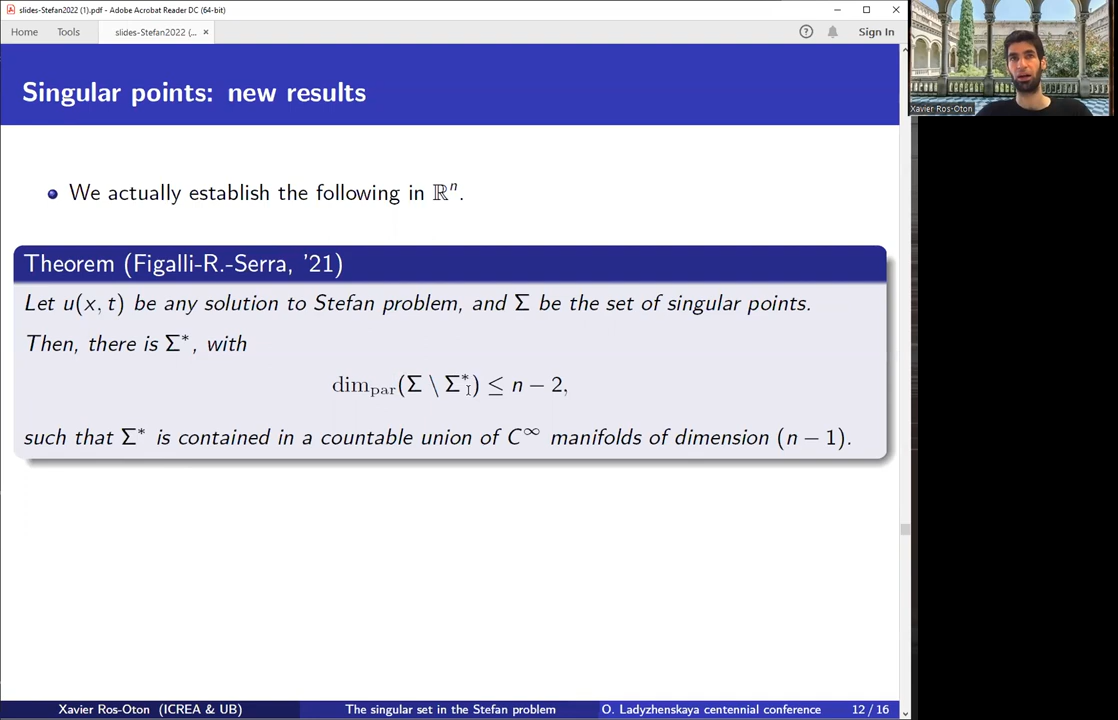 slides-Stefan2022 (1).pdf - Adobe Acrobat Reader DC (64-bit)
Home Tools slides-Stefan2022 (... × Sign In
Singular points: new results
Xavier Ros-Oton
We actually establish the following in ℝⁿ.
Theorem (Figalli-R.-Serra, '21)
Let u(x, t) be any solution to Stefan problem, and Σ be the set of singular points.
Then, there is Σ*, with
dim_par(Σ \ Σ*) ≤ n − 2,
such that Σ* is contained in a countable union of C^∞ manifolds of dimension (n − 1).
Xavier Ros-Oton (ICREA & UB) The singular set in the Stefan problem O. Ladyzhenskaya centennial conference 12 / 16